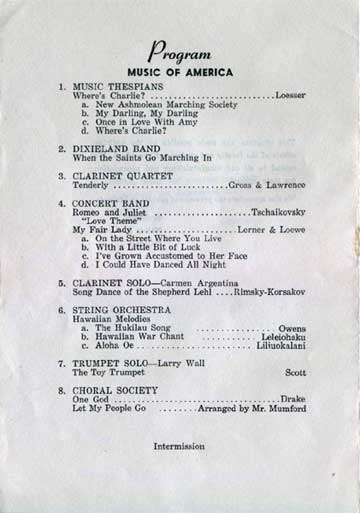 Program
MUSIC OF AMERICA
1. MUSIC THESPIANS
Where's Charlie? ..........................Loesser
a. New Ashmolean Marching Society
b. My Darling, My Darling
c. Once in Love With Amy
d. Where's Charlie?
2. DIXIELAND BAND
When the Saints Go Marching In
3. CLARINET QUARTET
Tenderly ........................Gross & Lawrence
4. CONCERT BAND
Romeo and Juliet ....................Tschaikovsky
"Love Theme"
My Fair Lady ......................Lerner & Loewe
a. On the Street Where You Live
b. With a Little Bit of Luck
c. I've Grown Accustomed to Her Face
d. I Could Have Danced All Night
5. CLARINET SOLO—Carmen Argentina
Song Dance of the Shepherd Lehl ....Rimsky-Korsakov
6. STRING ORCHESTRA
Hawaiian Melodies
a. The Hukilau Song .............. Owens
b. Hawaiian War Chant ............ Leleiohaku
c. Aloha Oe ....................Liliuokalani
7. TRUMPET SOLO—Larry Wall
The Toy Trumpet Scott
8. CHORAL SOCIETY
One God ..................................Drake
Let My People Go ........Arranged by Mr. Mumford
Intermission